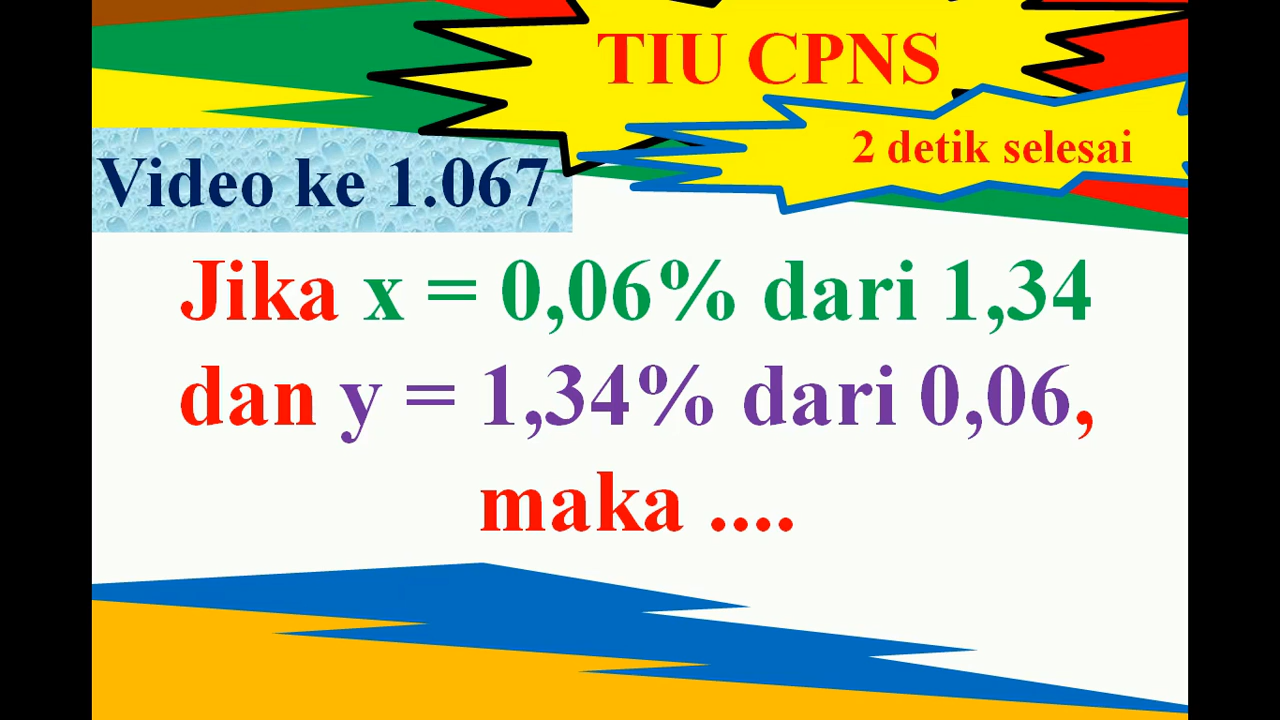 TIU CPNS
2 detik selesai
Video ke 1.067
Jika x = 0,06% dari 1,34
dan y = 1,34% dari 0,06,
maka ....